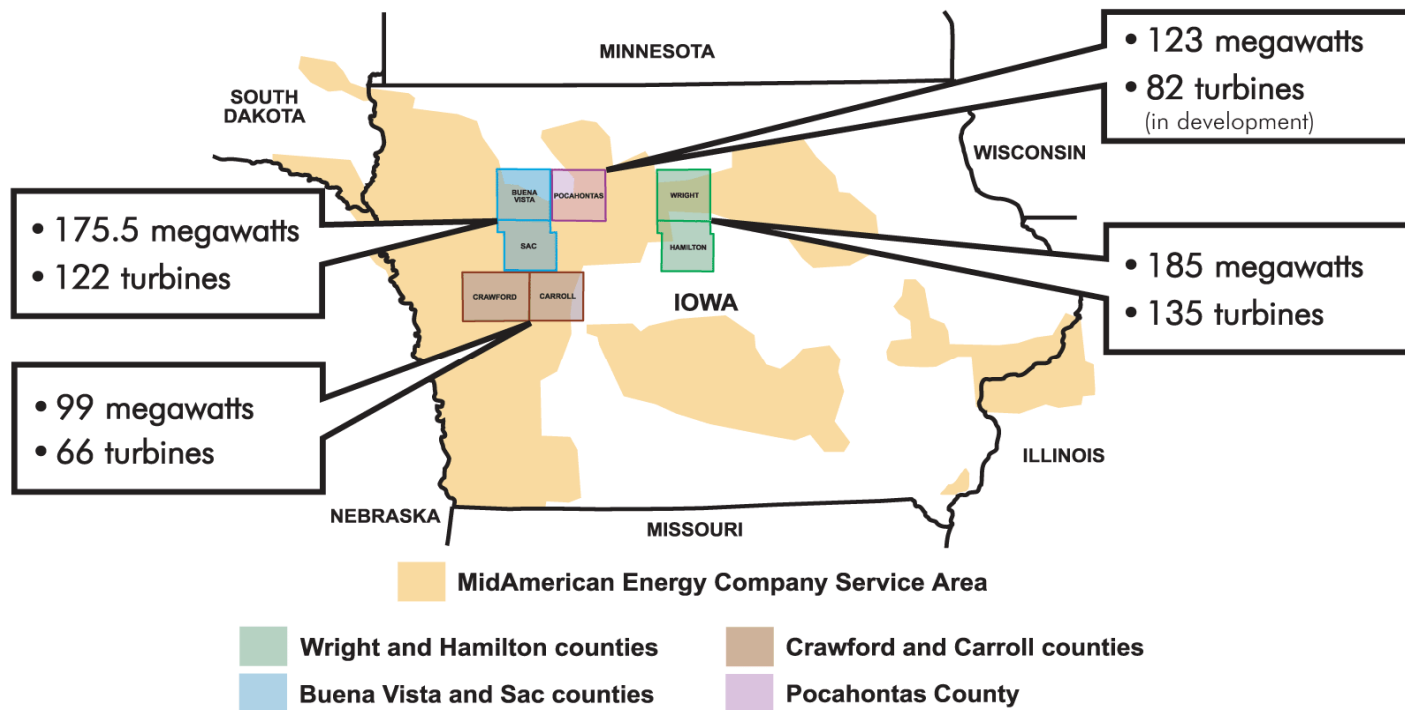 MINNESOTA
• 123 megawatts
• 82 turbines
(in development)
SOUTH
DAKOTA
WISCONSIN
BUENA
VISTA
POCAHONTAS
WRIGHT
• 175.5 megawatts
• 122 turbines
SAC
HAMILTON
• 185 megawatts
• 135 turbines
CRAWFORD
CARROLL
IOWA
• 99 megawatts
• 66 turbines
ILLINOIS
NEBRASKA
MISSOURI
MidAmerican Energy Company Service Area
Wright and Hamilton counties
Crawford and Carroll counties
Buena Vista and Sac counties
Pocahontas County